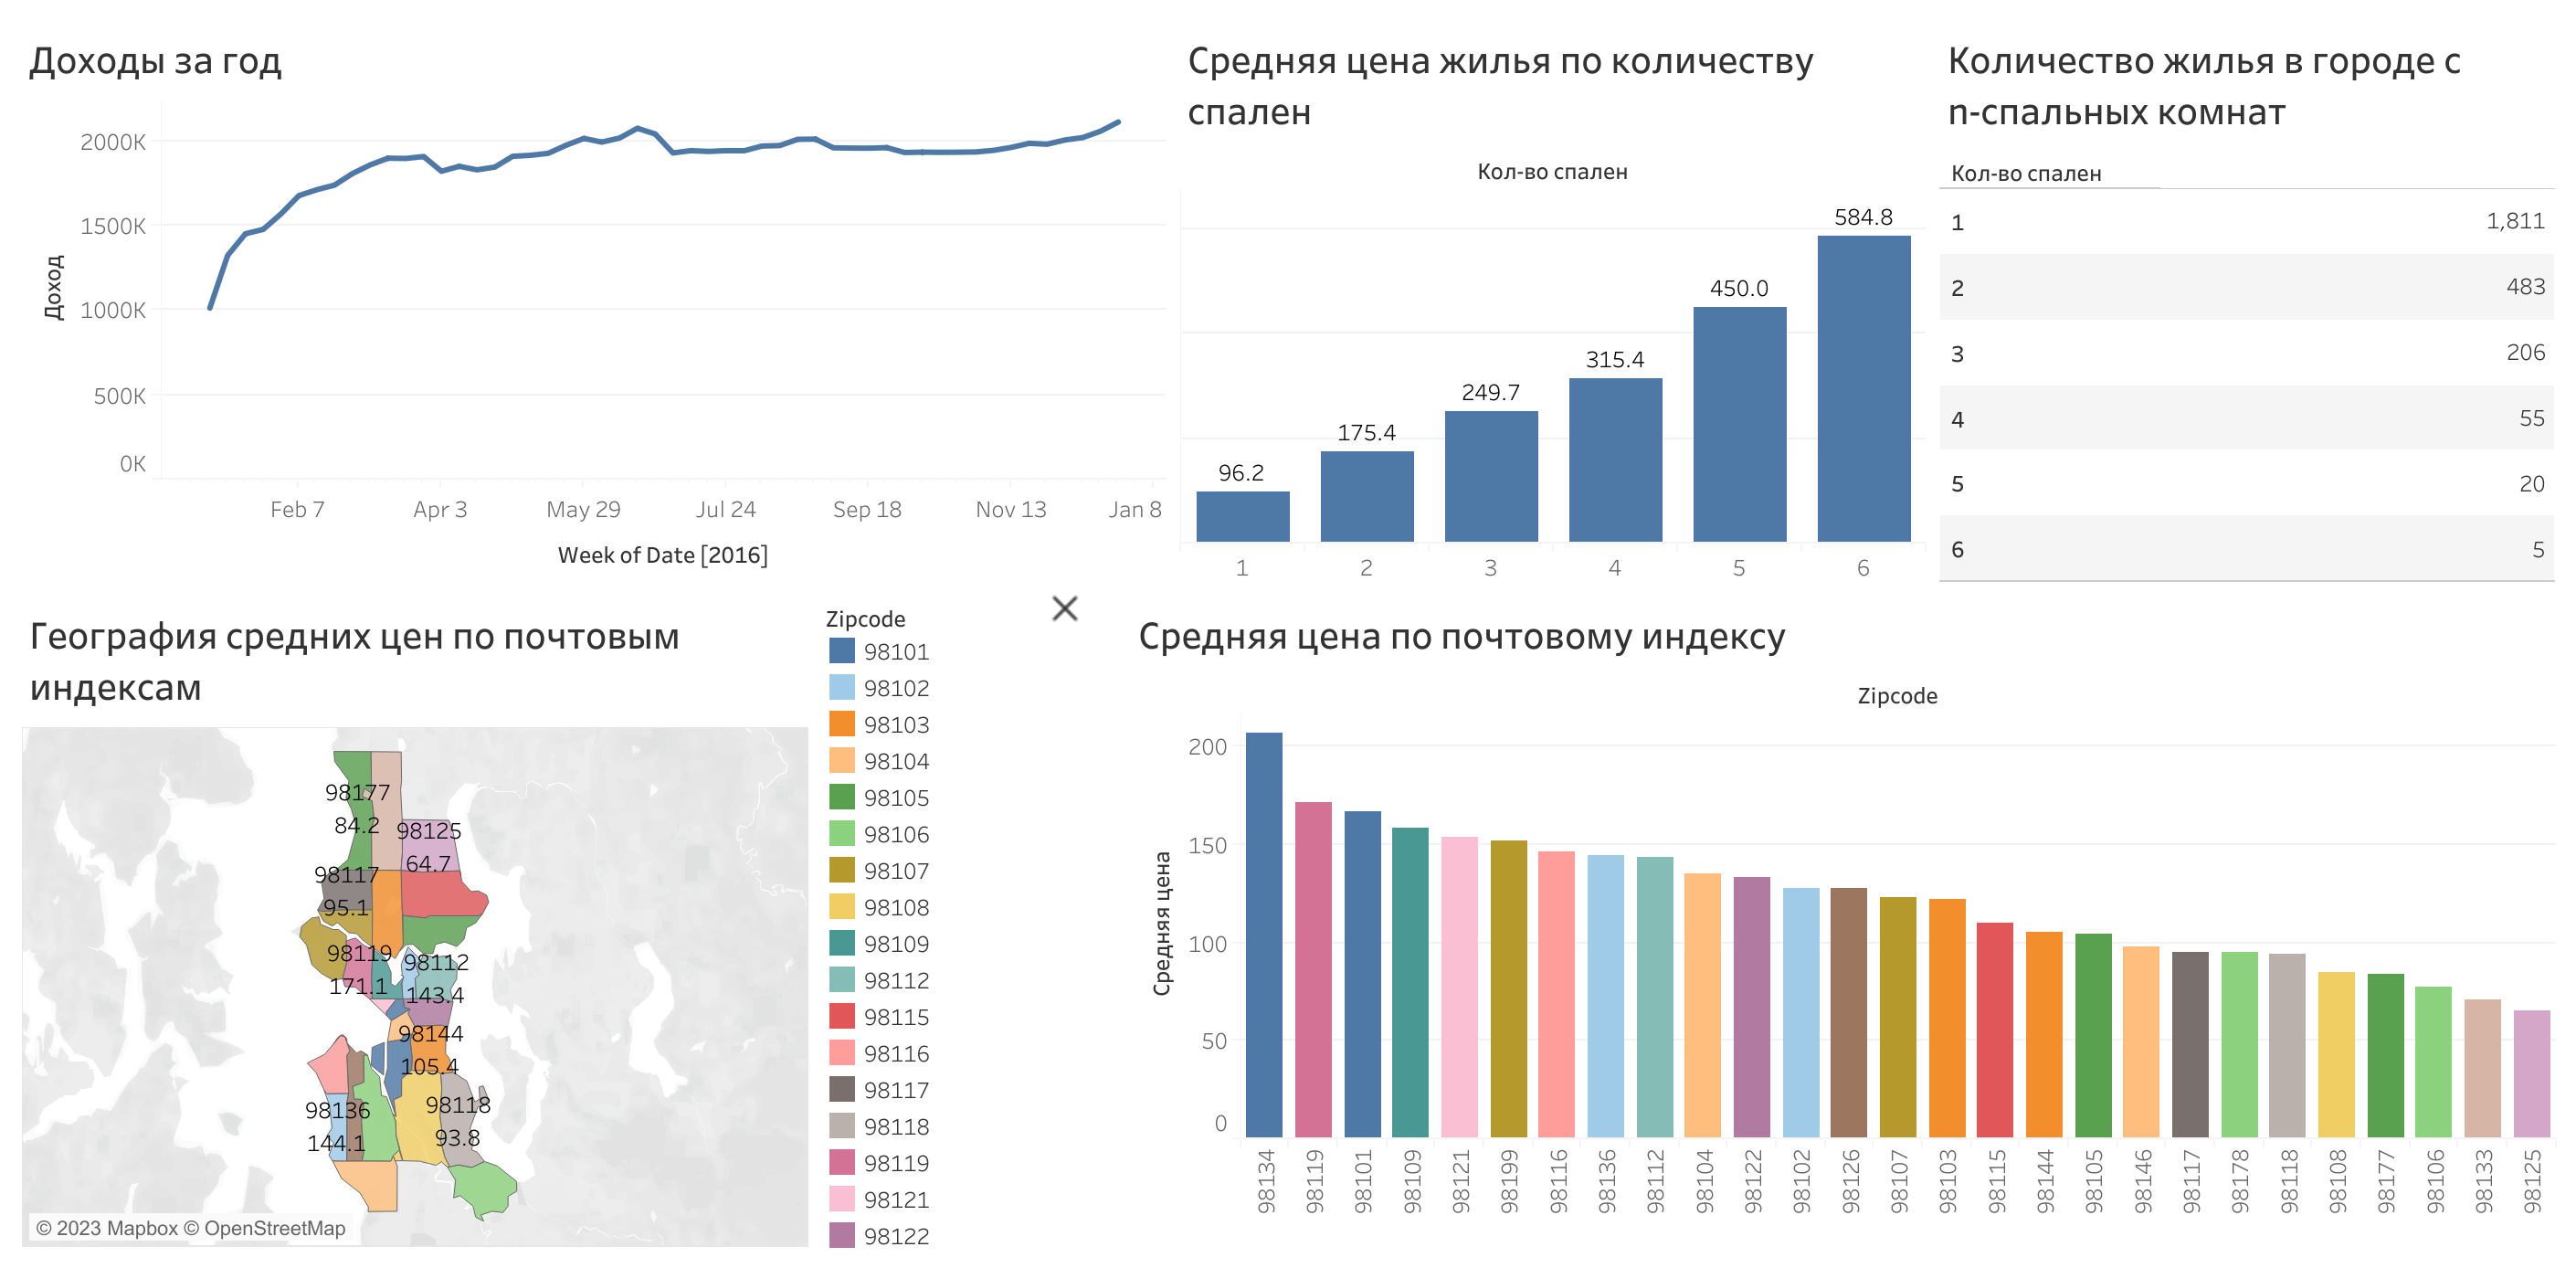 Доходы за год
Доход
2000K
1500K
1000K
500K
0K
Feb 7 Apr 3 May 29 Jul 24 Sep 18 Nov 13 Jan 8
Week of Date [2016]
Средняя цена жилья по количеству
спален
Кол-во спален
96.2 175.4 249.7 315.4 450.0 584.8
1 2 3 4 5 6
Количество жилья в городе с
n-спальных комнат
Кол-во спален
1 1,811
2 483
3 206
4 55
5 20
6 5
География средних цен по почтовым
индексам
98177
84.2
98125
64.7
98117
95.1
98119
171.1
98112
143.4
98144
105.4
98136
144.1
98118
93.8
© 2023 Mapbox © OpenStreetMap
Zipcode
98101
98102
98103
98104
98105
98106
98107
98108
98109
98112
98115
98116
98117
98118
98119
98121
98122
Средняя цена по почтовому индексу
Zipcode
Средняя цена
200
150
100
50
0
98134 98119 98101 98109 98121 98199 98116 98136 98112 98104 98122 98102 98126 98107 98103 98115 98144 98105 98146 98117 98178 98118 98108 98177 98106 98133 98125